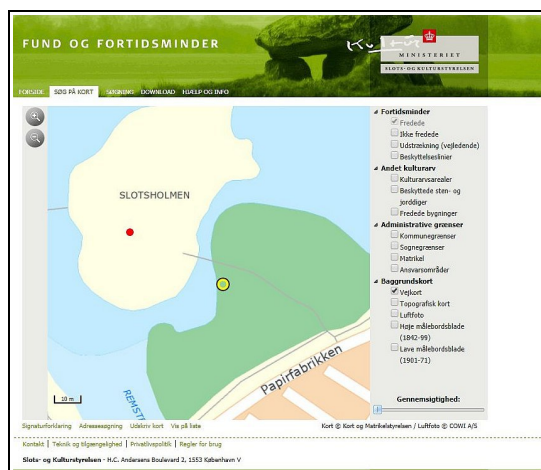 FUND OG FORTIDSMINDER
MINISTERIET
SLOTS- OG KULTURSTYRELSEN
FORSIDE SØG PÅ KORT SØGNING DOWNLOAD HJÆLP OG INFO
SLOTSHOLMEN
Papirfabrikken
REMST
10 m
Fortidsminder
Fredede
Ikke fredede
Udstrækning (vejledende)
Beskyttelseslinier
Andet kulturarv
Kulturarvsarealer
Beskyttede sten- og
jorddiger
Fredede bygninger
Administrative grænser
Kommunegrænser
Sognegrænser
Matrikel
Ansvarsområder
Baggrundskort
Vejkort
Topografisk kort
Luftfoto
Høje målebordsblade
(1842-99)
Lave målebordsblade
(1901-71)
Gennemsigtighed:
Signaturforklaring Adressesøgning Udskriv kort Vis på liste Kort © Kort og Matrikelstyrelsen / Luftfoto © COWI A/S
Kontakt | Teknik og tilgængelighed | Privatlivspolitik | Regler for brug
Slots- og Kulturstyrelsen - H.C. Andersens Boulevard 2, 1553 København V